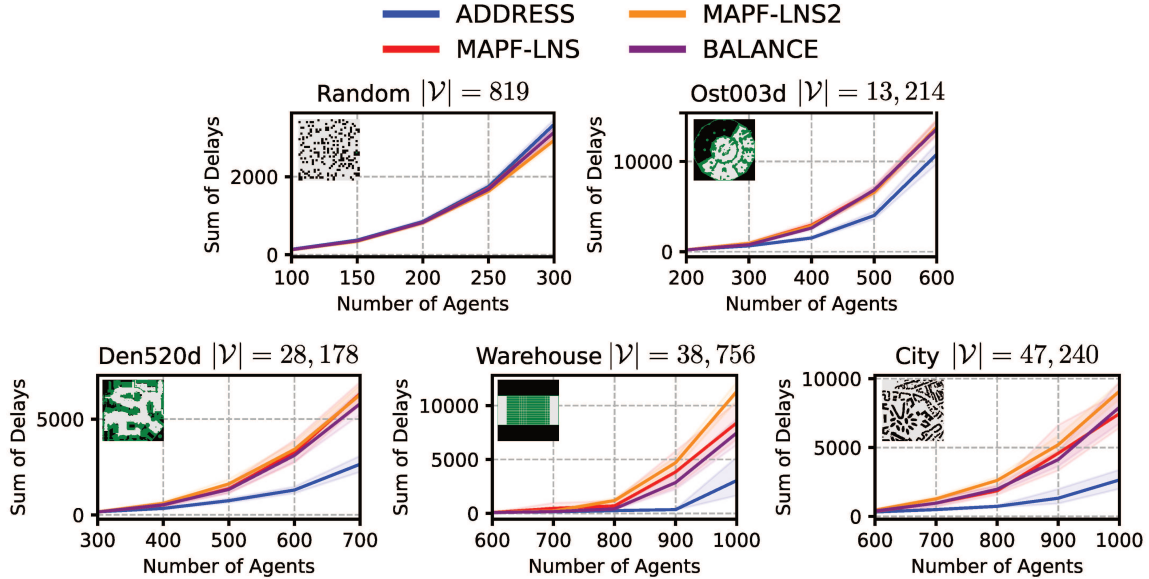 ADDRESS MAPF-LNS2
MAPF-LNS BALANCE
Random |𝒱| = 819
Sum of Delays
2000
0
100 150 200 250 300
Number of Agents
Ost003d |𝒱| = 13, 214
Sum of Delays
10000
0
200 300 400 500 600
Number of Agents
Den520d |𝒱| = 28, 178
Sum of Delays
5000
0
300 400 500 600 700
Number of Agents
Warehouse |𝒱| = 38, 756
Sum of Delays
10000
5000
0
600 700 800 900 1000
Number of Agents
City |𝒱| = 47, 240
Sum of Delays
10000
5000
0
600 700 800 900 1000
Number of Agents